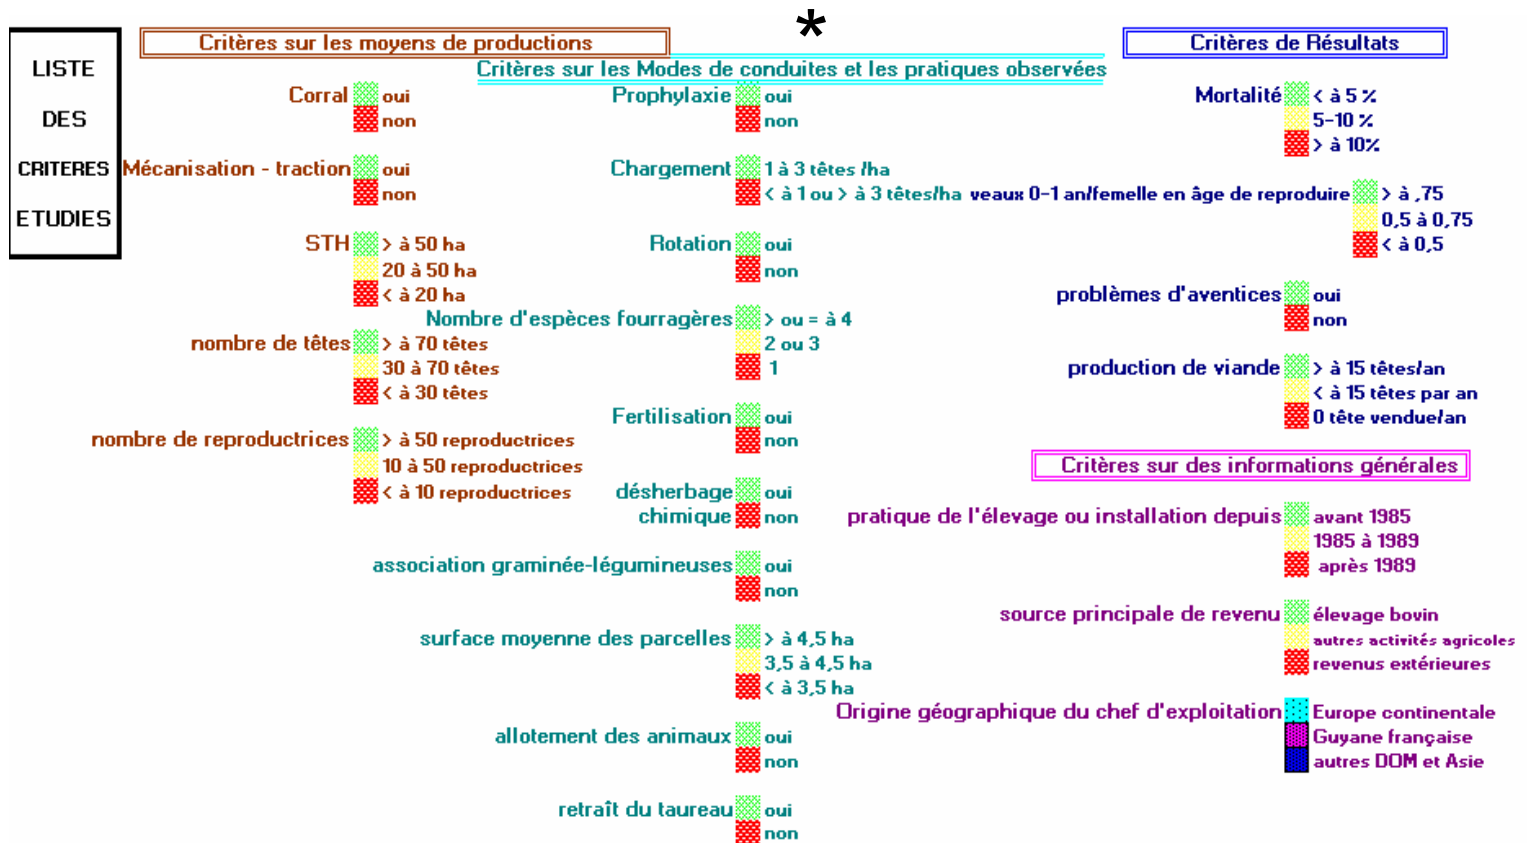 *
LISTE
DES
CRITERES
ETUDIES
Critères sur les moyens de productions
Corral oui
non
Mécanisation - traction oui
non
STH > à 50 ha
20 à 50 ha
< à 20 ha
nombre de têtes > à 70 têtes
30 à 70 têtes
< à 30 têtes
nombre de reproductrices > à 50 reproductrices
10 à 50 reproductrices
< à 10 reproductrices
Critères sur les Modes de conduites et les pratiques observées
Prophylaxie oui
non
Chargement 1 à 3 têtes /ha
< à 1 ou > à 3 têtes/ha
Rotation oui
non
Nombre d'espèces fourragères > ou = à 4
2 ou 3
1
Fertilisation oui
non
désherbage oui
chimique non
association graminée-légumineuses oui
non
surface moyenne des parcelles > à 4,5 ha
3,5 à 4,5 ha
< à 3,5 ha
allotement des animaux oui
non
retraît du taureau oui
non
Critères de Résultats
Mortalité < à 5 %
5-10 %
> à 10%
veaux 0-1 an/femelle en âge de reproduire > à ,75
0,5 à 0,75
< à 0,5
problèmes d'aventices oui
non
production de viande > à 15 têtes/an
< à 15 têtes par an
0 tête vendue/an
Critères sur des informations générales
pratique de l'élevage ou installation depuis avant 1985
1985 à 1989
après 1989
source principale de revenu élevage bovin
autres activités agricoles
revenus extérieures
Origine géographique du chef d'exploitation Europe continentale
Guyane française
autres DOM et Asie